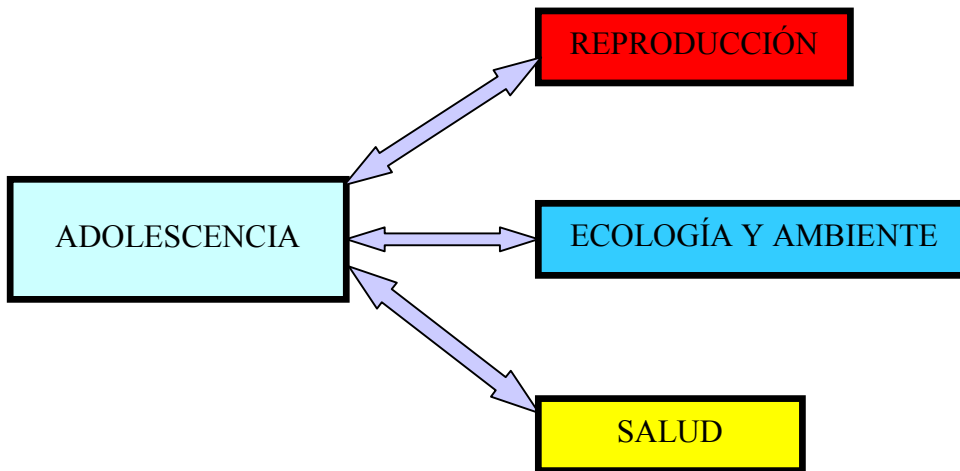 REPRODUCCIÓN
ADOLESCENCIA
ECOLOGÍA Y AMBIENTE
SALUD